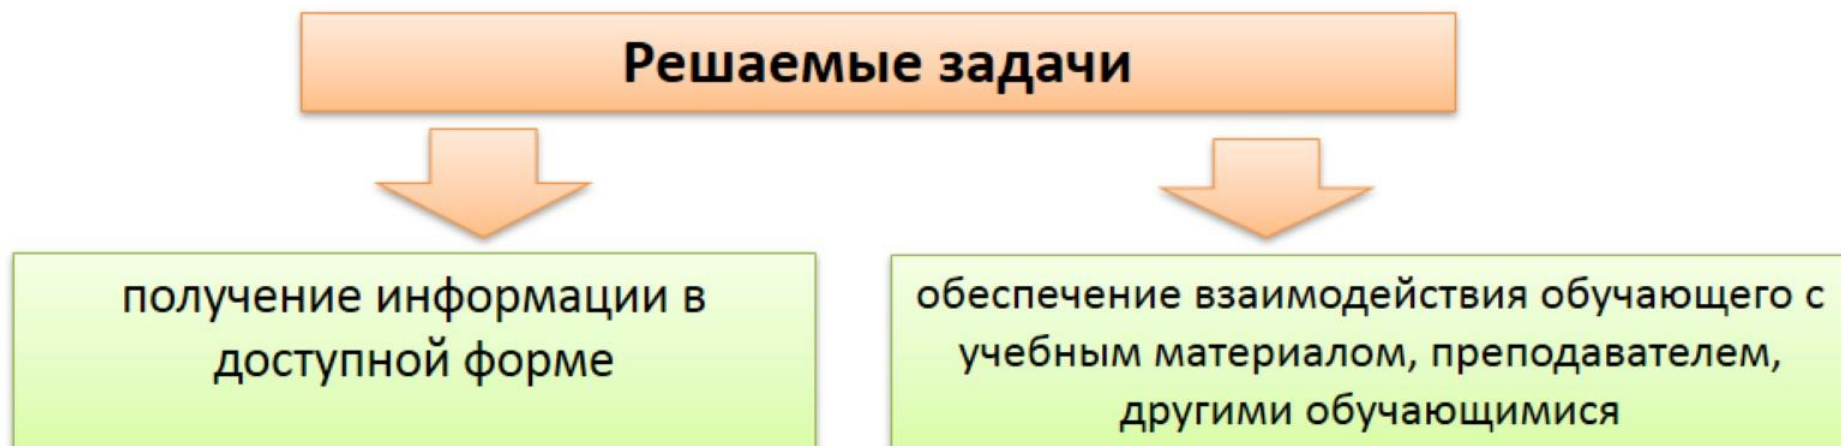 Решаемые задачи
получение информации в
доступной форме
обеспечение взаимодействия обучающего с
учебным материалом, преподавателем,
другими обучающимися